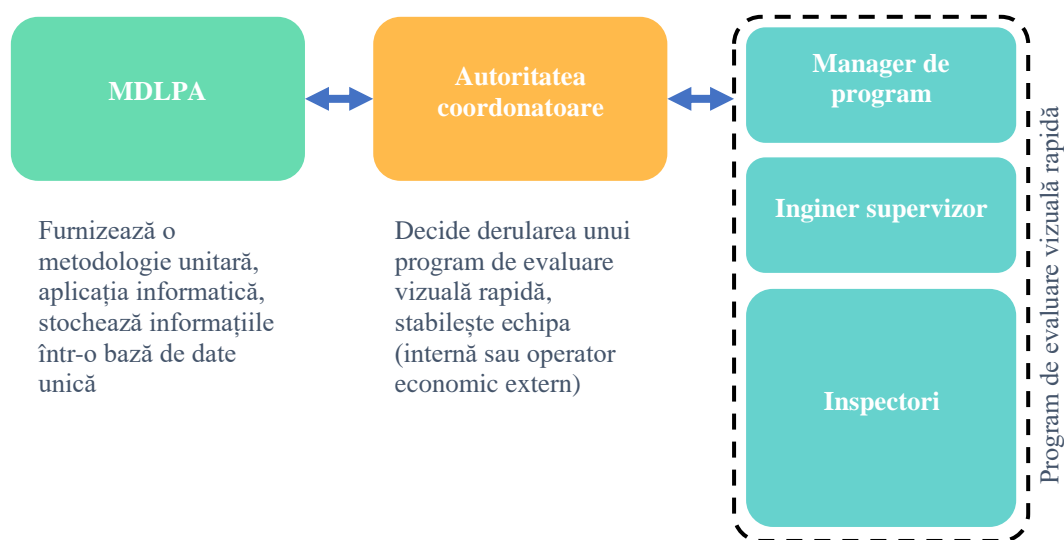 MDLPA
Furnizează o
metodologie unitară,
aplicația informatică,
stochează informațiile
într-o bază de date
unică
Autoritatea
coordonatoare
Decide derularea unui
program de evaluare
vizuală rapidă,
stabilește echipa
(internă sau operator
economic extern)
Manager de
program
Inginer supervizor
Inspectori
Program de evaluare vizuală rapidă